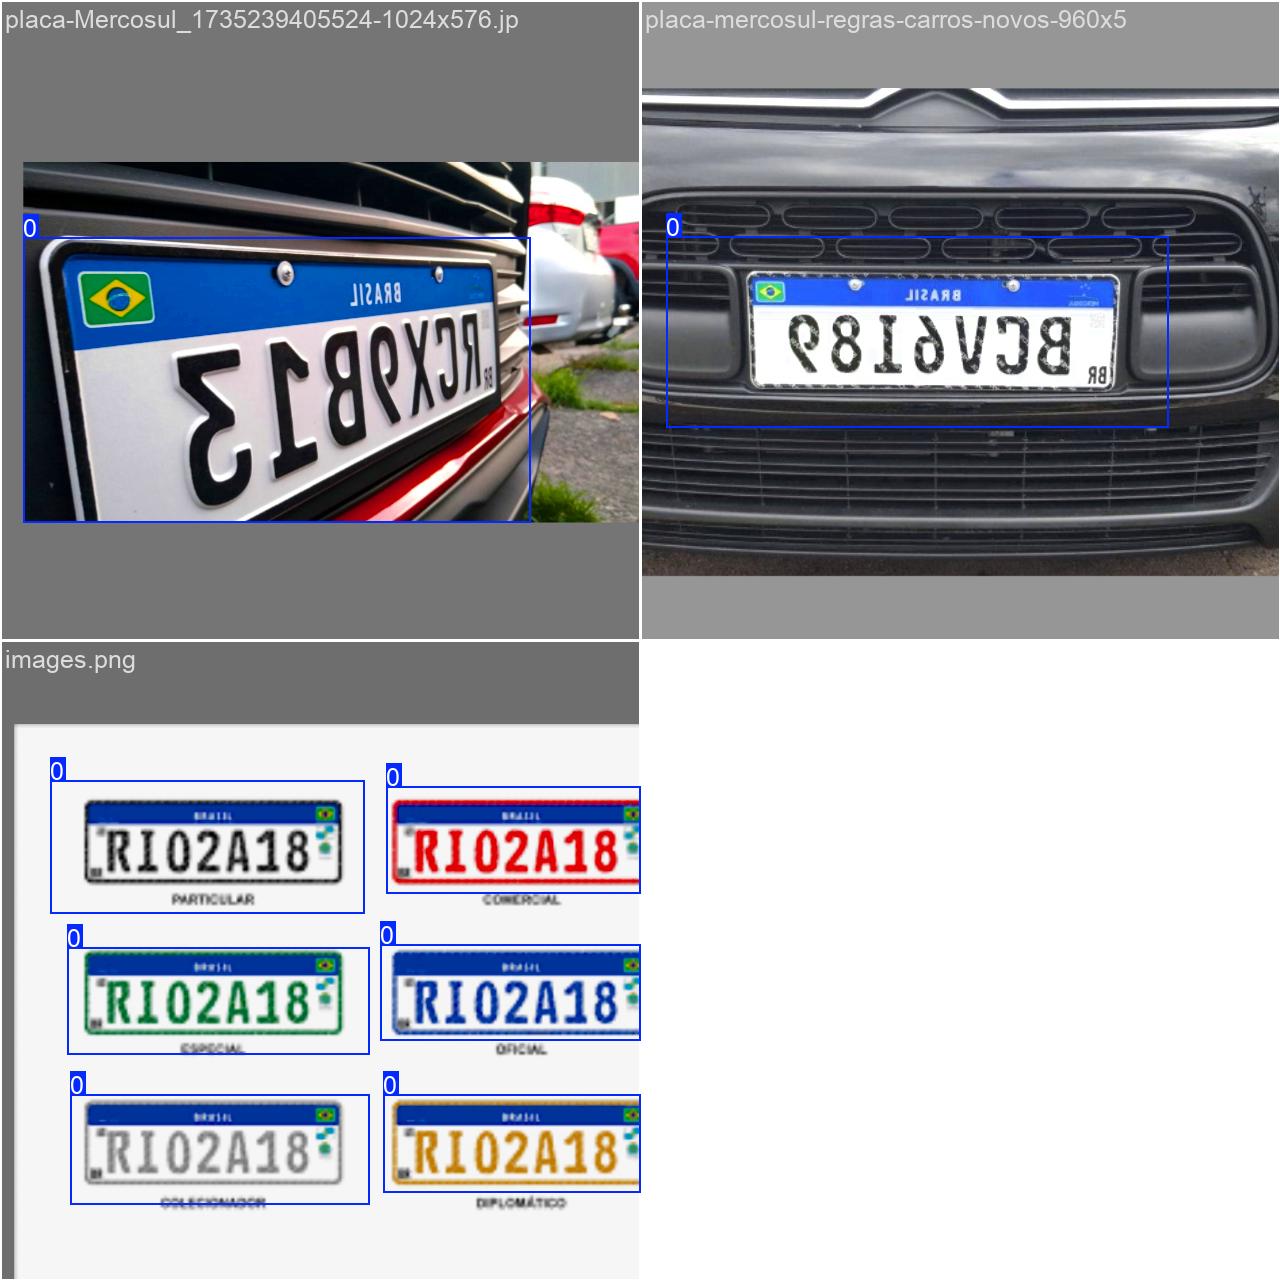 placa-Mercosul_1735239405524-1024x576.jp
0
BRASIL
RCX9B13
BR
placa-mercosul-regras-carros-novos-960x5
0
BRASIL
BCV6I89
BR
images.png
0
BRASIL
RIO2A18
PARTICULAR
0
BRASIL
RIO2A18
COMERCIAL
0
BRASIL
RIO2A18
ESPECIAL
0
BRASIL
RIO2A18
OFICIAL
0
BRASIL
RIO2A18
COLECIONADOR
0
BRASIL
RIO2A18
DIPLOMÁTICO